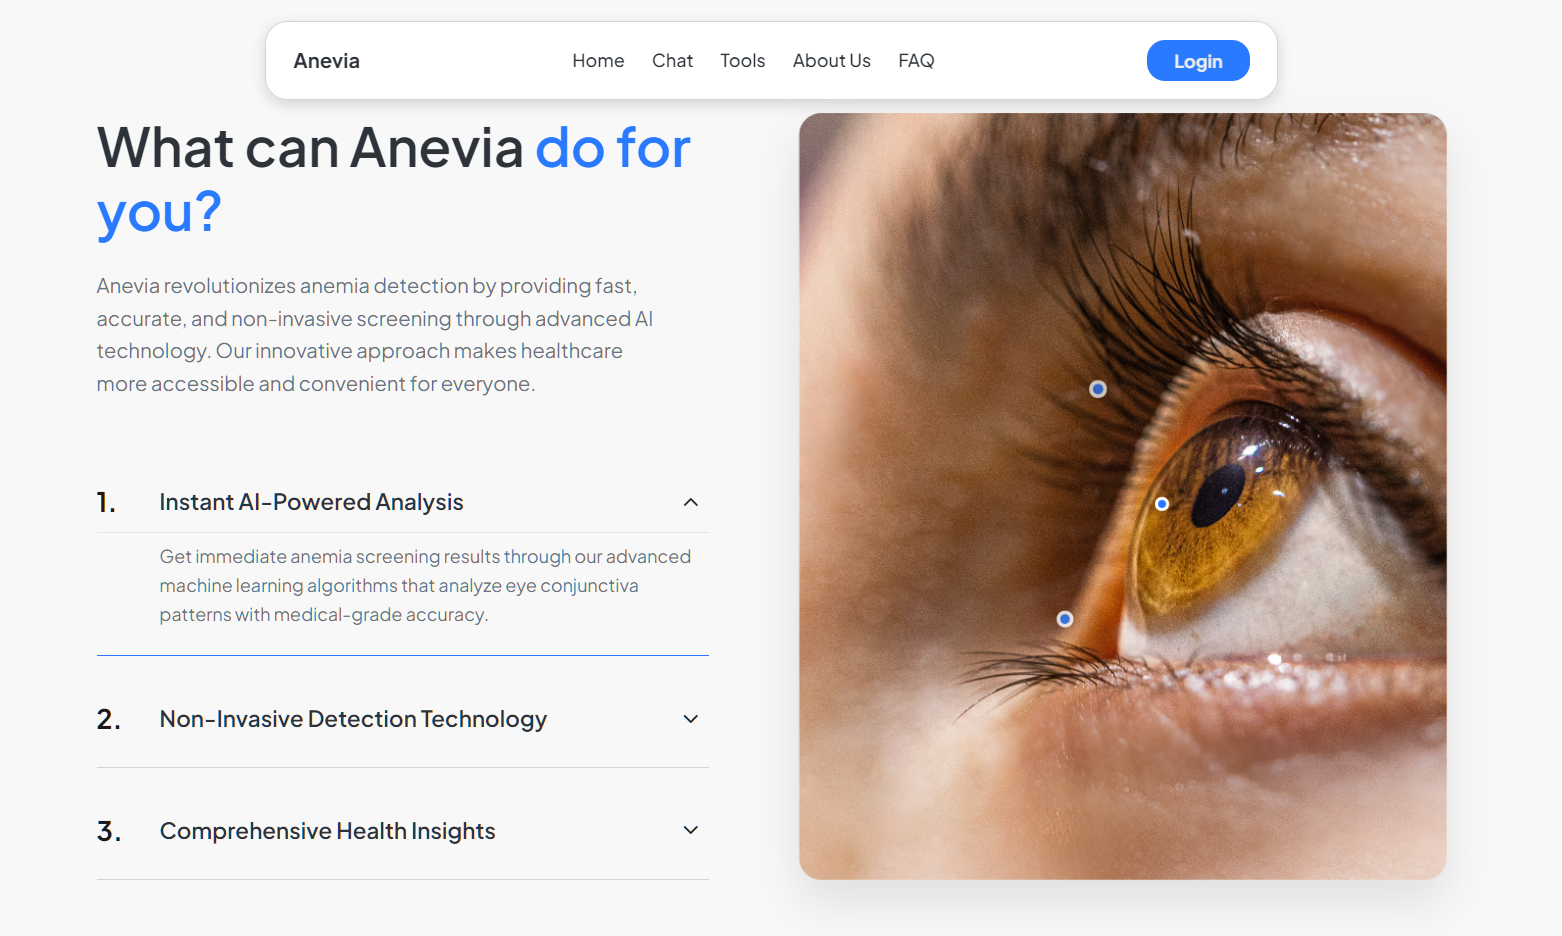 Anevia
Home Chat Tools About Us FAQ
Login
What can Anevia do for
you?
Anevia revolutionizes anemia detection by providing fast,
accurate, and non-invasive screening through advanced AI
technology. Our innovative approach makes healthcare
more accessible and convenient for everyone.
1. Instant AI-Powered Analysis
Get immediate anemia screening results through our advanced
machine learning algorithms that analyze eye conjunctiva
patterns with medical-grade accuracy.
2. Non-Invasive Detection Technology
3. Comprehensive Health Insights